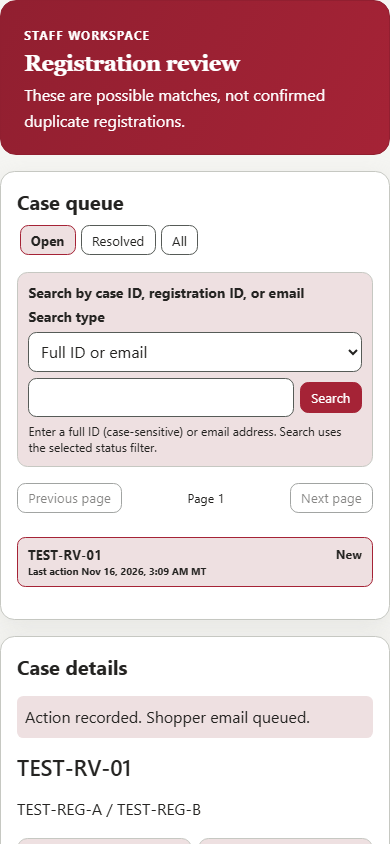 STAFF WORKSPACE
Registration review
These are possible matches, not confirmed
duplicate registrations.
Case queue
Open
Resolved
All
Search by case ID, registration ID, or email
Search type
Full ID or email
Search
Enter a full ID (case-sensitive) or email address. Search uses
the selected status filter.
Previous page
Page 1
Next page
TEST-RV-01
New
Last action Nov 16, 2026, 3:09 AM MT
Case details
Action recorded. Shopper email queued.
TEST-RV-01
TEST-REG-A / TEST-REG-B